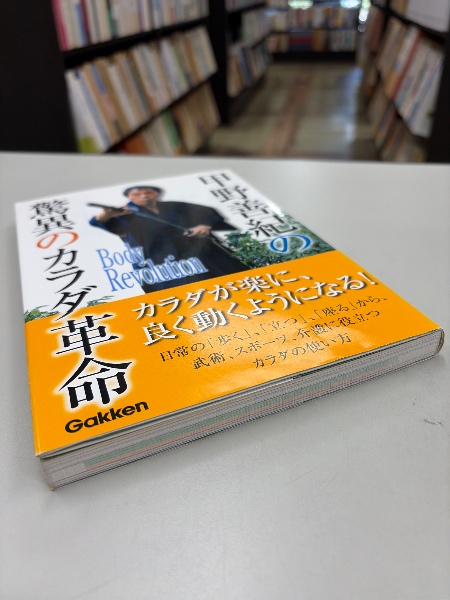 甲野善紀の
驚異のカラダ革命
Body
Revolution
カラダが楽に、
良く動くようになる!
日常の「歩く」、「立つ」、「座る」から、
武術、スポーツ、介護に役立つ
カラダの使い方
Gakken